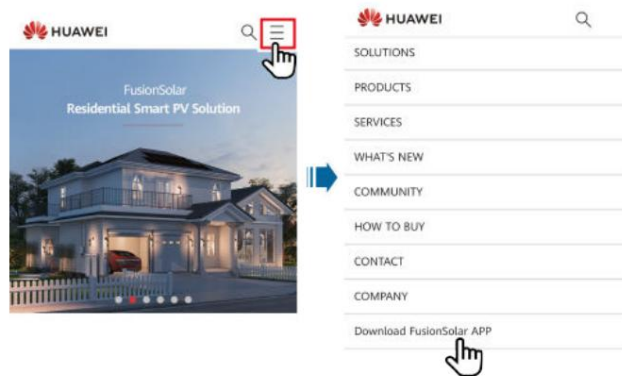 HUAWEI
FusionSolar
Residential Smart PV Solution
HUAWEI
SOLUTIONS
PRODUCTS
SERVICES
WHAT'S NEW
COMMUNITY
HOW TO BUY
CONTACT
COMPANY
Download FusionSolar APP